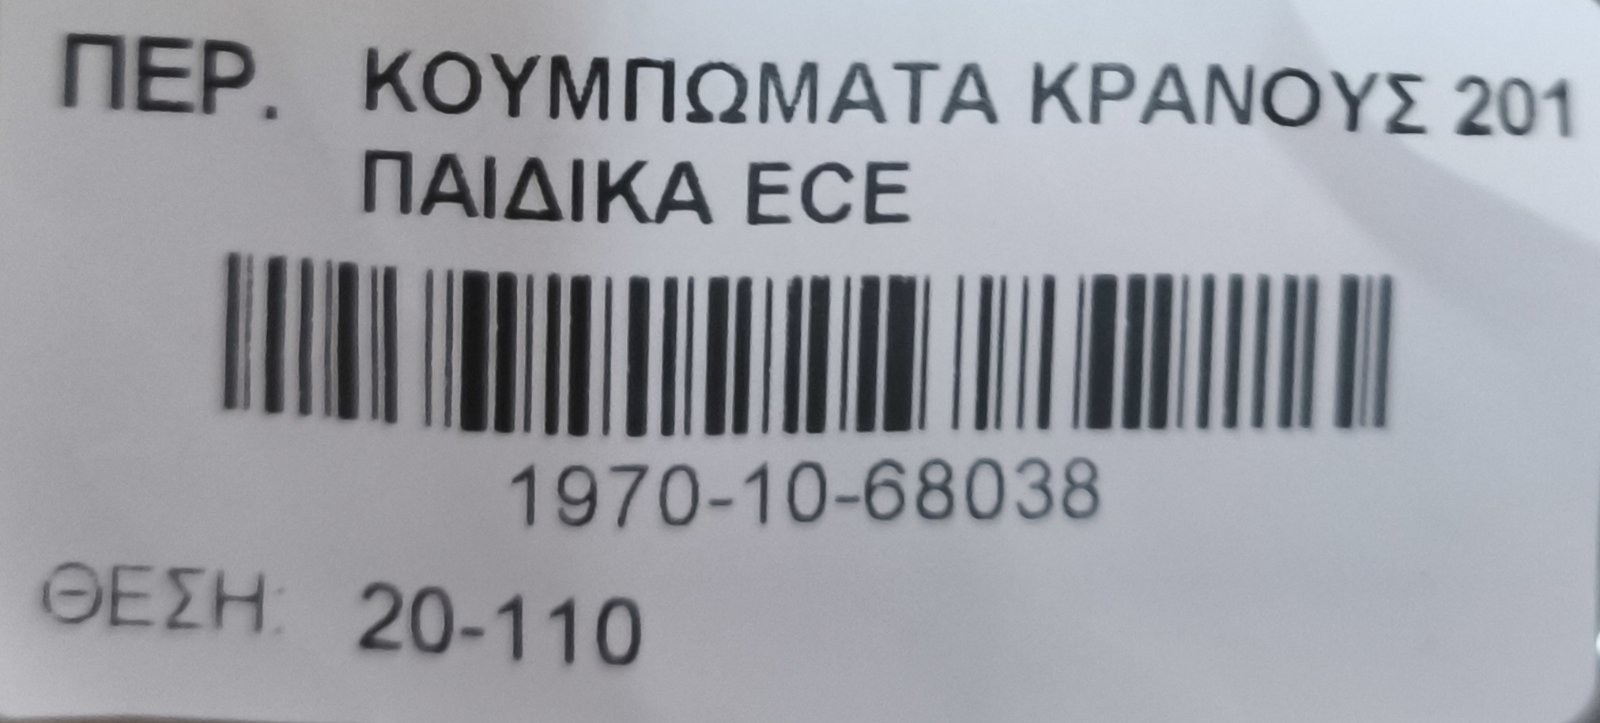 ΠΕΡ. ΚΟΥΜΠΩΜΑΤΑ ΚΡΑΝΟΥΣ 201
ΠΑΙΔΙΚΑ ECE
1970-10-68038
ΘΕΣΗ: 20-110